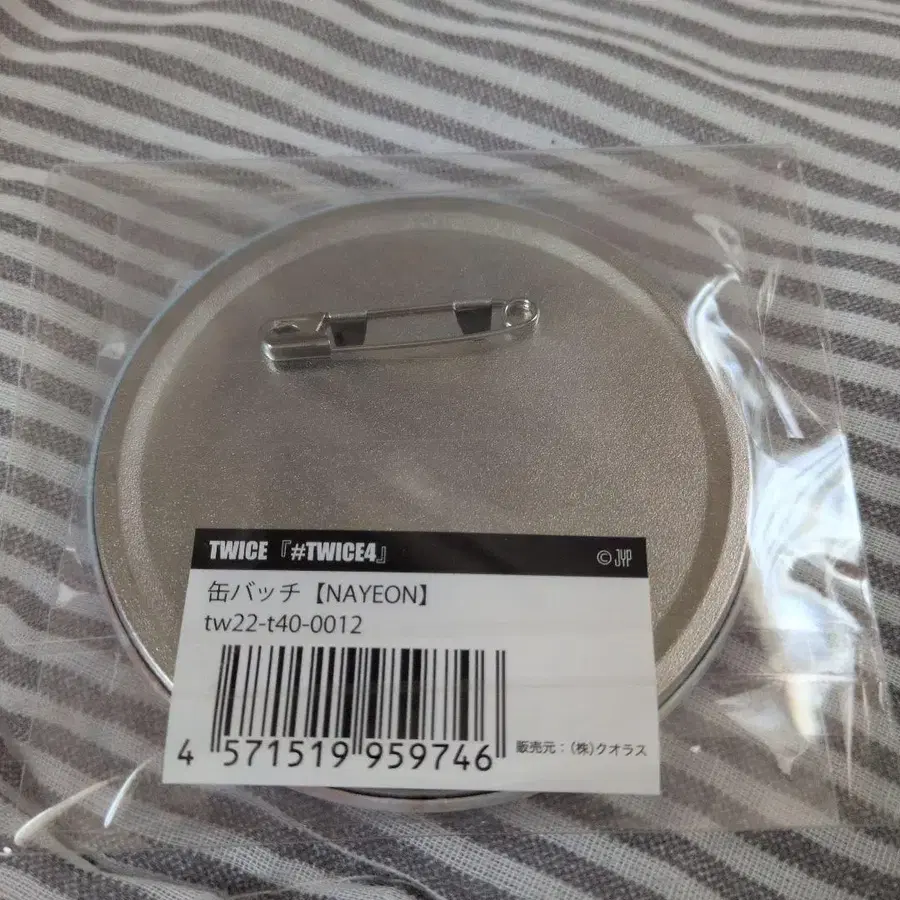 TWICE『#TWICE4』 ©JYP
缶バッチ【NAYEON】
tw22-t40-0012
4 571519 959746
販売元：(株)クオラス